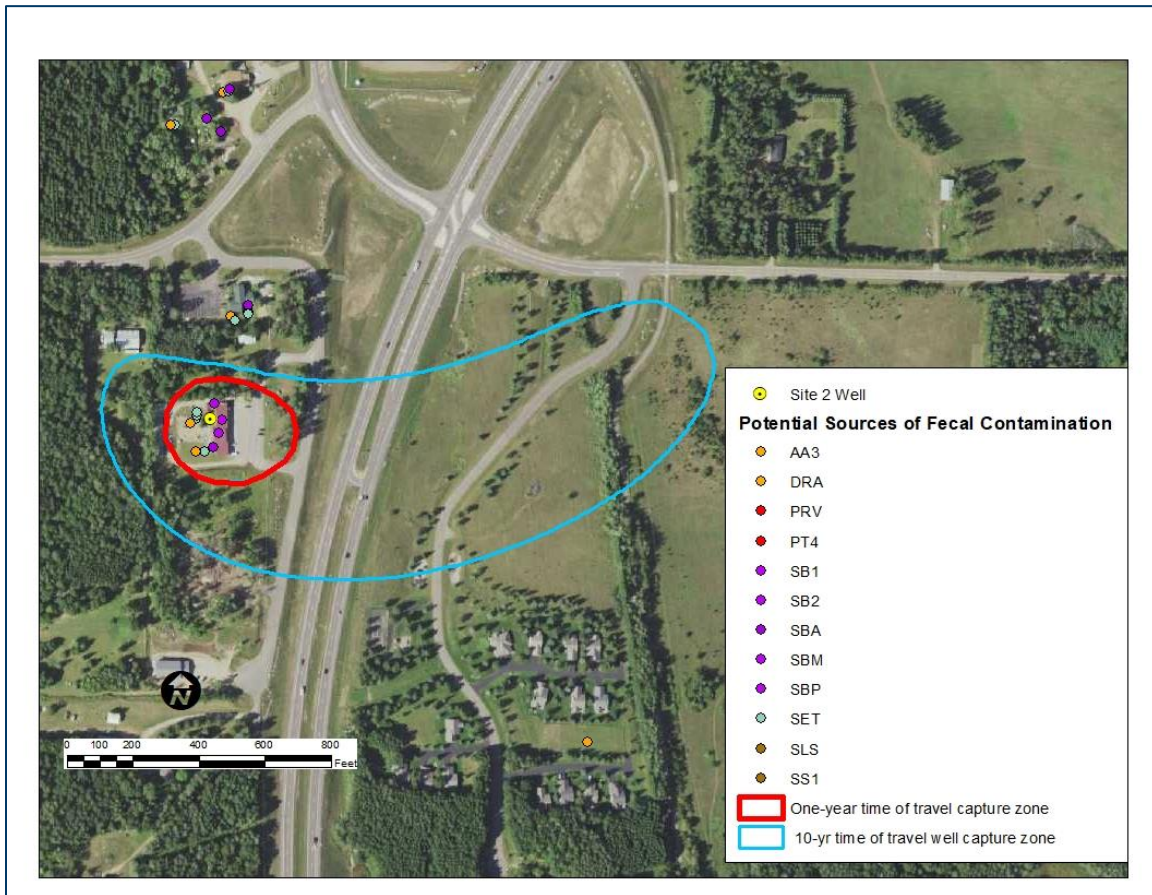 Site 2 Well
Potential Sources of Fecal Contamination
AA3
DRA
PRV
PT4
SB1
SB2
SBA
SBM
SBP
SET
SLS
SS1
One-year time of travel capture zone
10-yr time of travel well capture zone
N
0 100 200 400 600 800
Feet